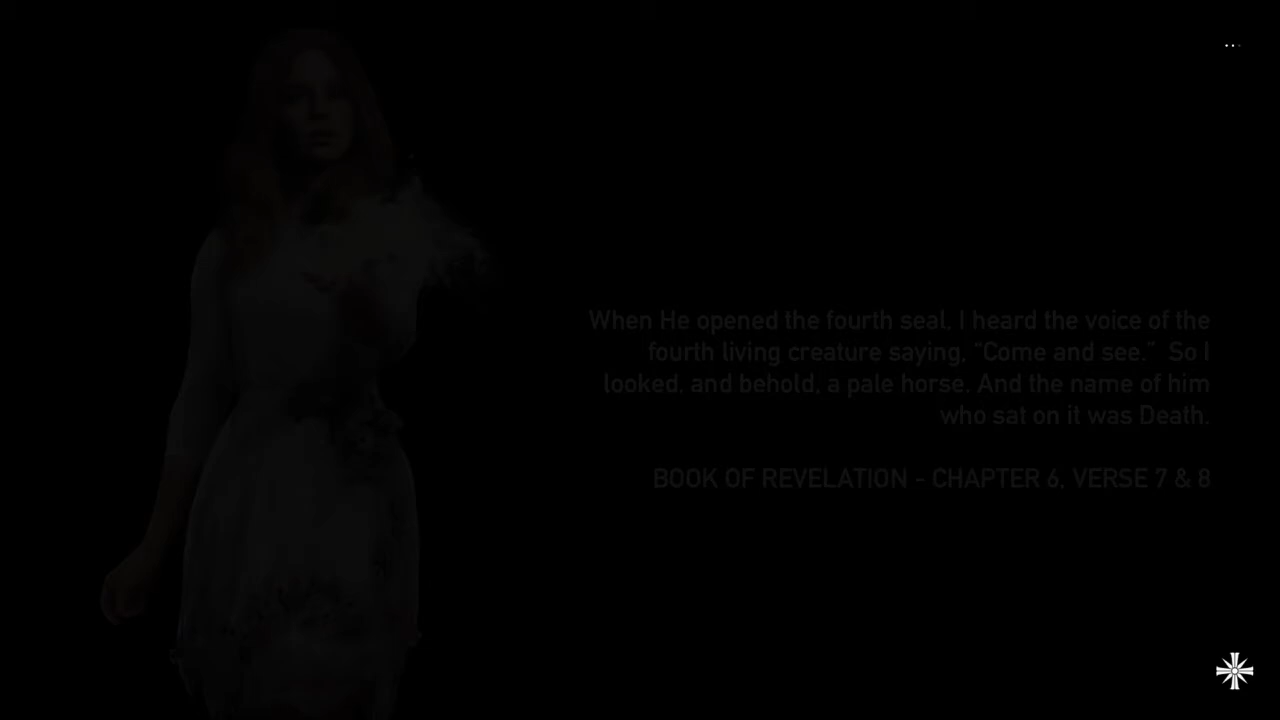 When He opened the fourth seal, I heard the voice of the
fourth living creature saying, "Come and see."  So I
looked, and behold, a pale horse. And the name of him
who sat on it was Death.
BOOK OF REVELATION - CHAPTER 6, VERSE 7 & 8